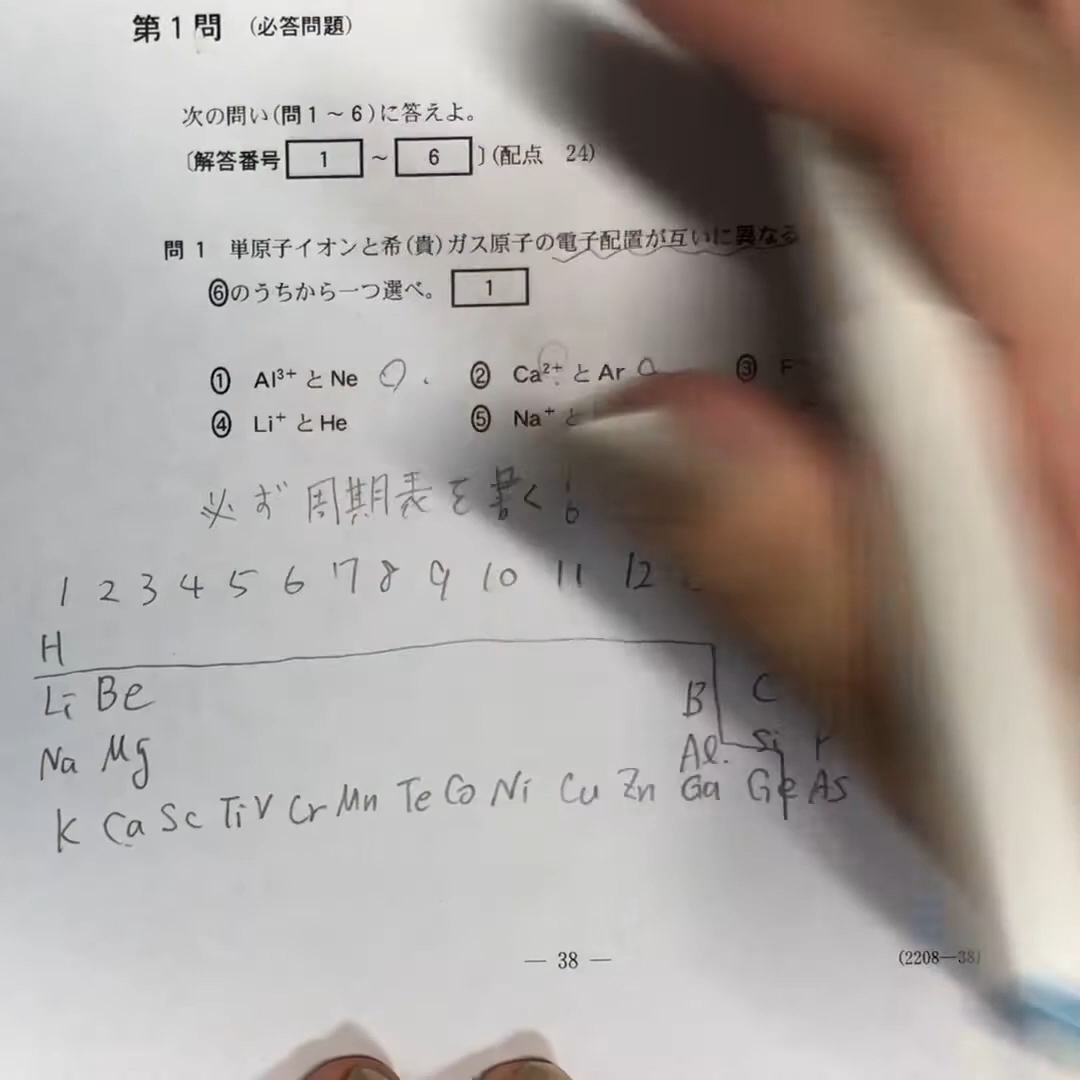 第1問 (必答問題)
次の問い(問1～6)に答えよ。
〔解答番号 1 ～ 6 〕(配点 24)
問1 単原子イオンと希(貴)ガス原子の電子配置が互いに異なる
⑥のうちから一つ選べ。 1
① Al³⁺ と Ne ② Ca²⁺ と Ar ③ F⁻
④ Li⁺ と He ⑤ Na⁺ と
必ず周期表を書く!
1 2 3 4 5 6 7 8 9 10 11 12
H
Li Be B C
Na Mg Al Si
K Ca Sc Ti V Cr Mn Te Co Ni Cu Zn Ga Ge As
— 38 —
(2208—38)